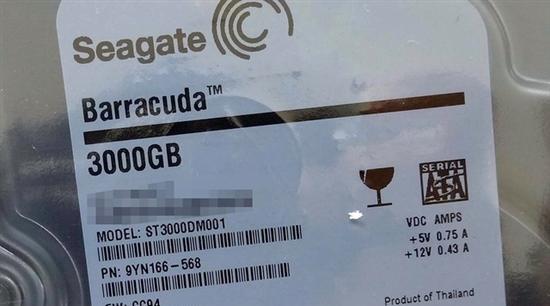 Seagate
Barracuda™
3000GB
SERIAL
ATA
MODEL: ST3000DM001
VDC AMPS
+5V 0.75 A
+12V 0.43 A
PN: 9YN166-568
Product of Thailand